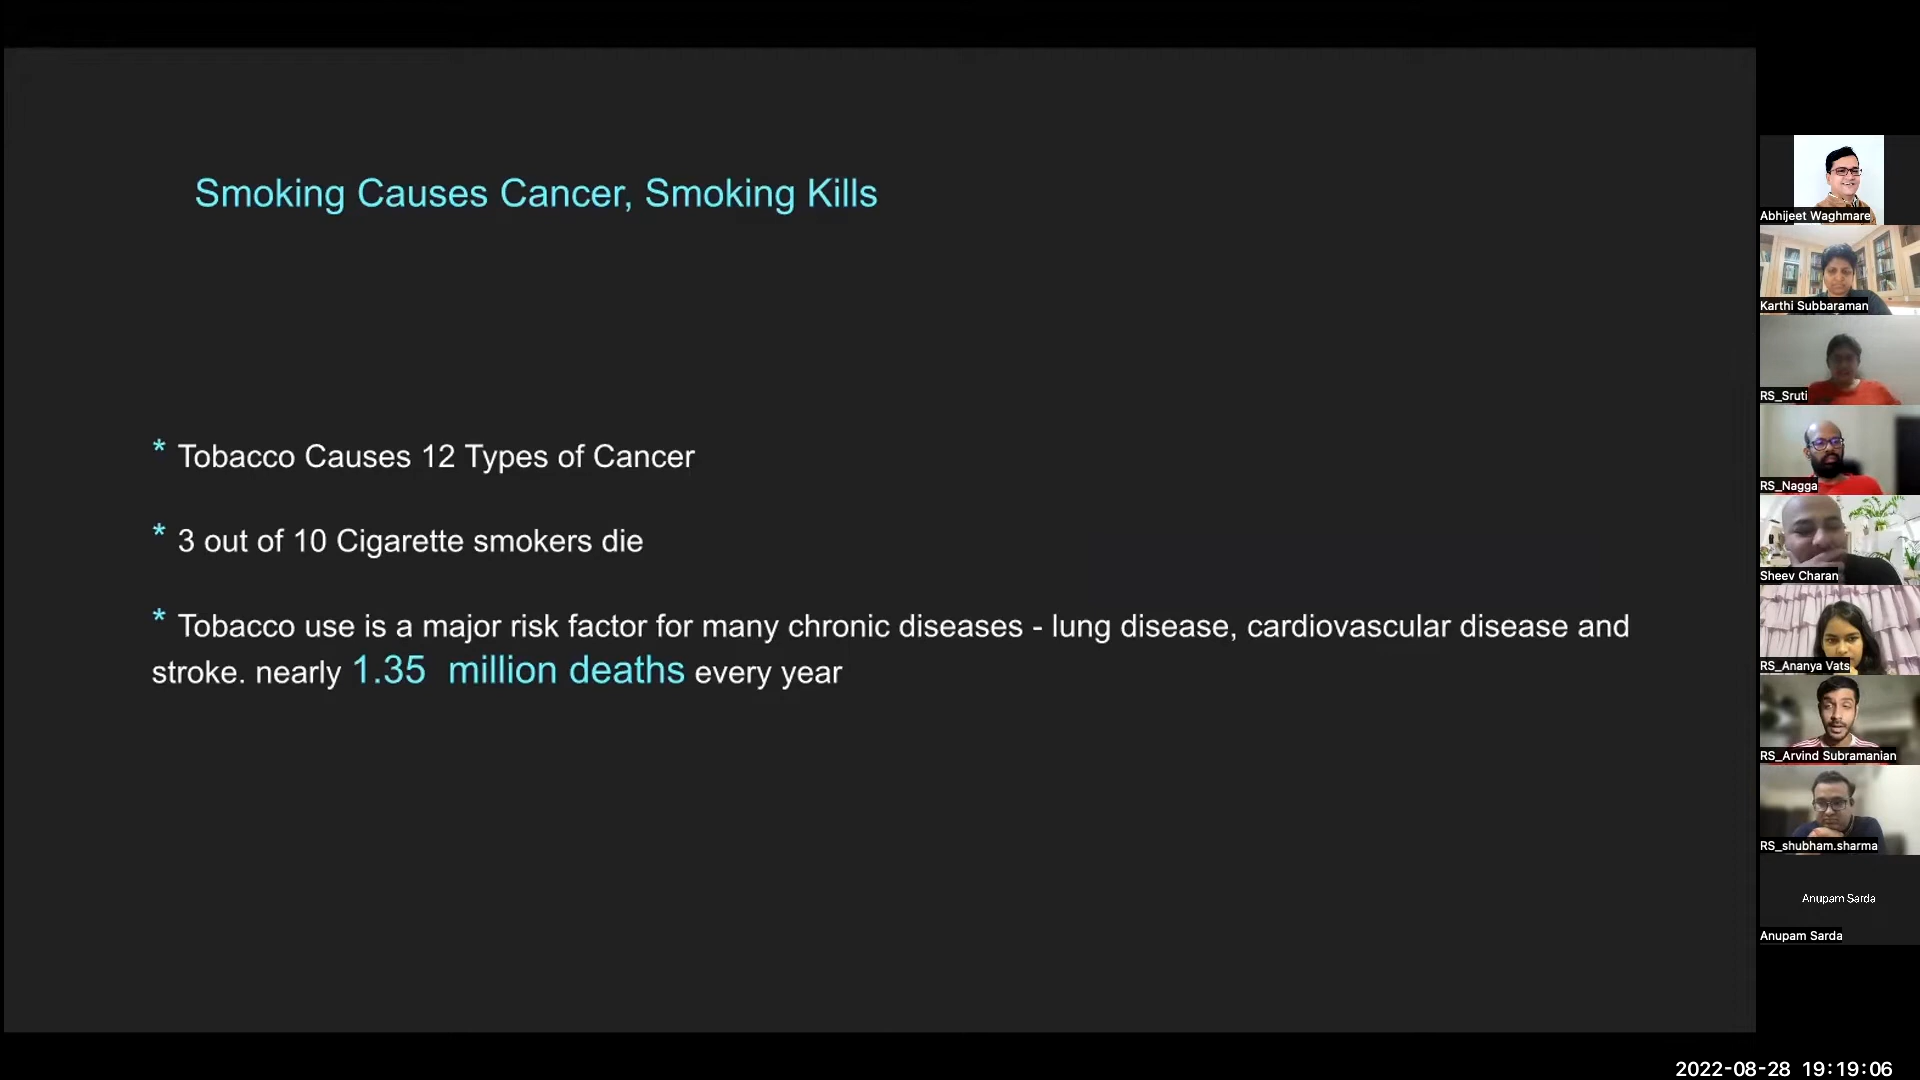 Smoking Causes Cancer, Smoking Kills
* Tobacco Causes 12 Types of Cancer
* 3 out of 10 Cigarette smokers die
* Tobacco use is a major risk factor for many chronic diseases - lung disease, cardiovascular disease and
stroke. nearly 1.35 million deaths every year
Abhijeet Waghmare
Karthi Subbaraman
RS_Sruti
RS_Nagga
Sheev Charan
RS_Ananya Vats
RS_Arvind Subramanian
RS_shubham.sharma
Anupam Sarda
Anupam Sarda
2022-08-28 19:19:06